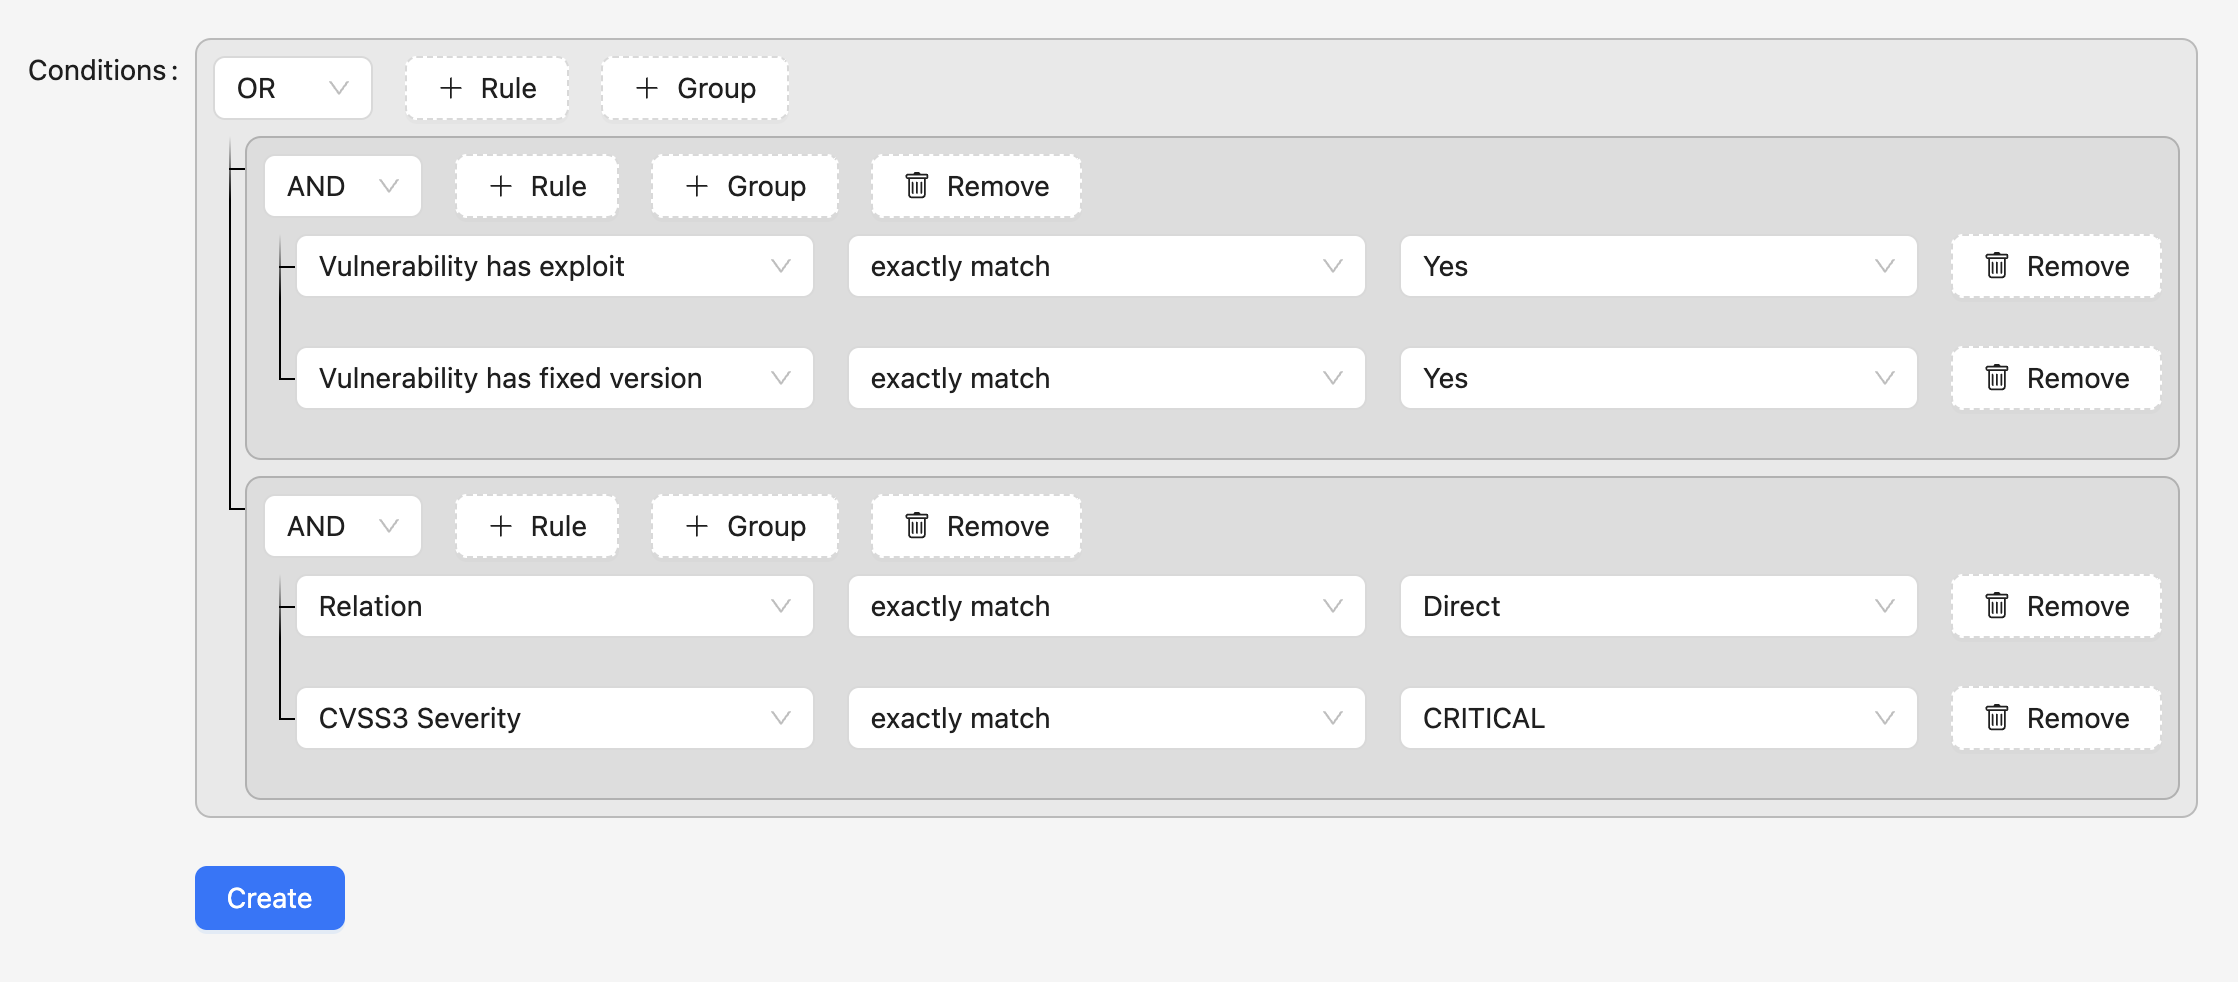 Conditions:
OR + Rule + Group
AND + Rule + Group Remove
Vulnerability has exploit exactly match Yes Remove
Vulnerability has fixed version exactly match Yes Remove
AND + Rule + Group Remove
Relation exactly match Direct Remove
CVSS3 Severity exactly match CRITICAL Remove
Create